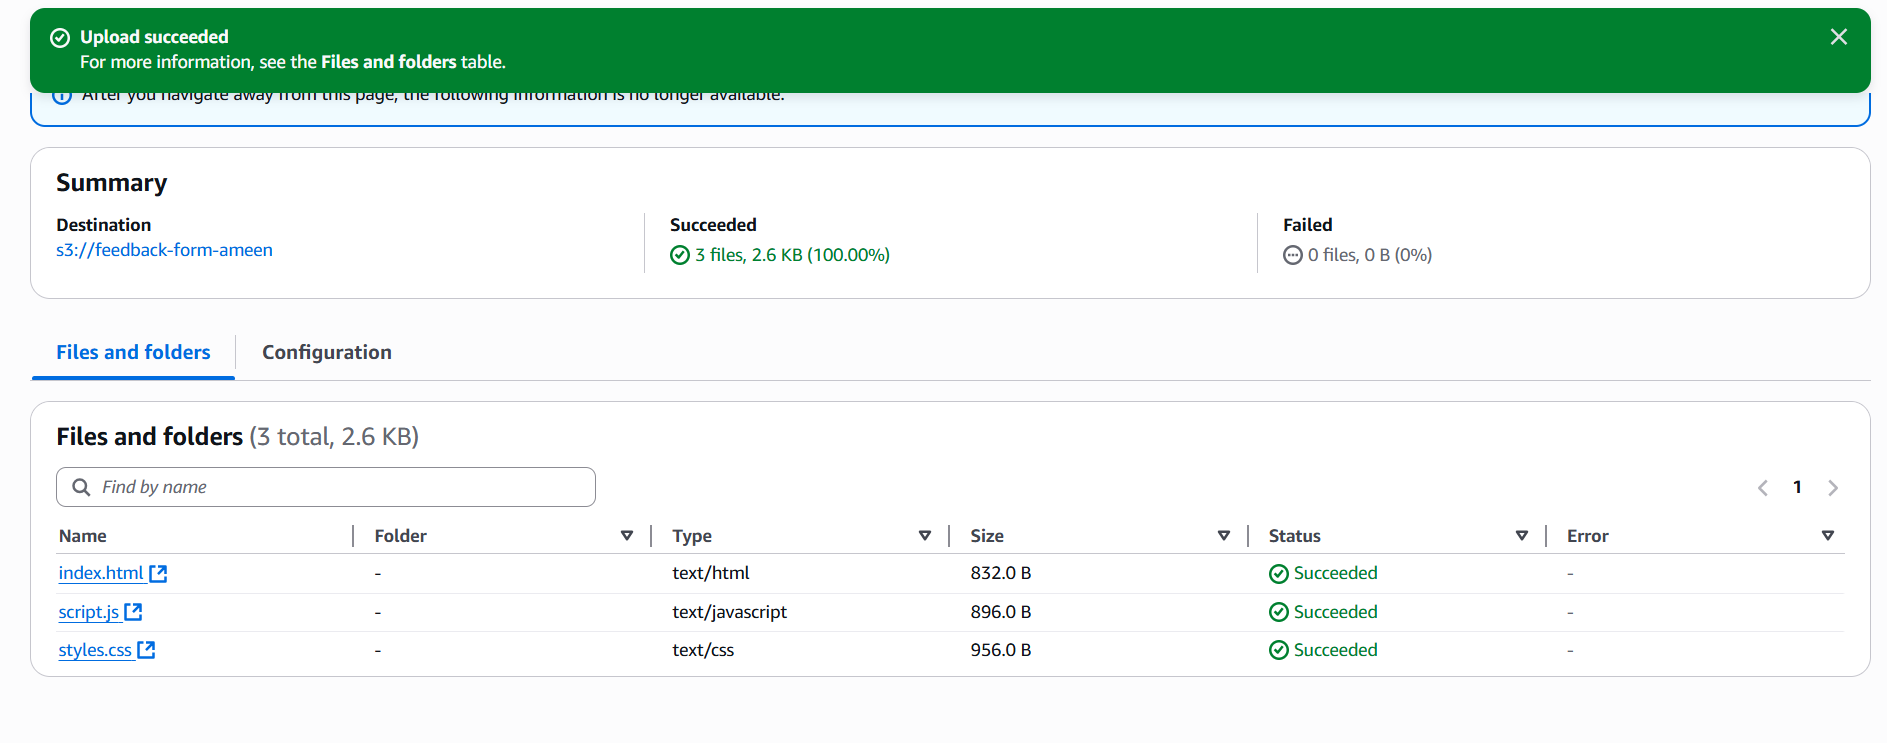 Upload succeeded
For more information, see the Files and folders table.
After you navigate away from this page, the following information is no longer available.
Summary
Destination
s3://feedback-form-ameen
Succeeded
3 files, 2.6 KB (100.00%)
Failed
0 files, 0 B (0%)
Files and folders
Configuration
Files and folders (3 total, 2.6 KB)
Find by name
1
Name Folder Type Size Status Error
index.html - text/html 832.0 B Succeeded -
script.js - text/javascript 896.0 B Succeeded -
styles.css - text/css 956.0 B Succeeded -